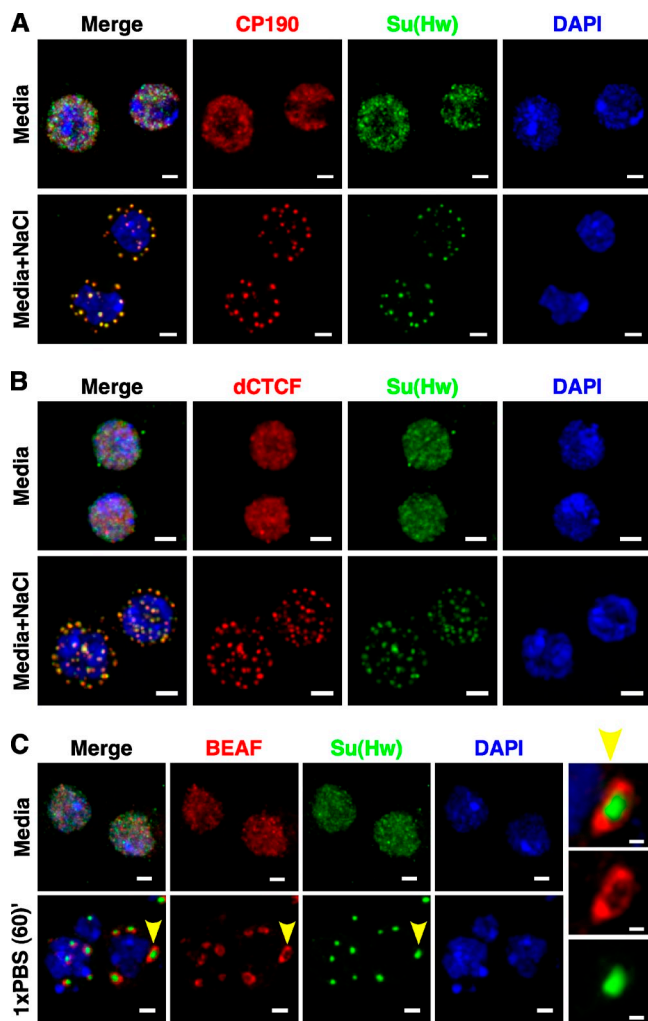 A
Merge CP190 Su(Hw) DAPI
Media
Media+NaCl
B
Merge dCTCF Su(Hw) DAPI
Media
Media+NaCl
C
Merge BEAF Su(Hw) DAPI
Media
1xPBS (60)'